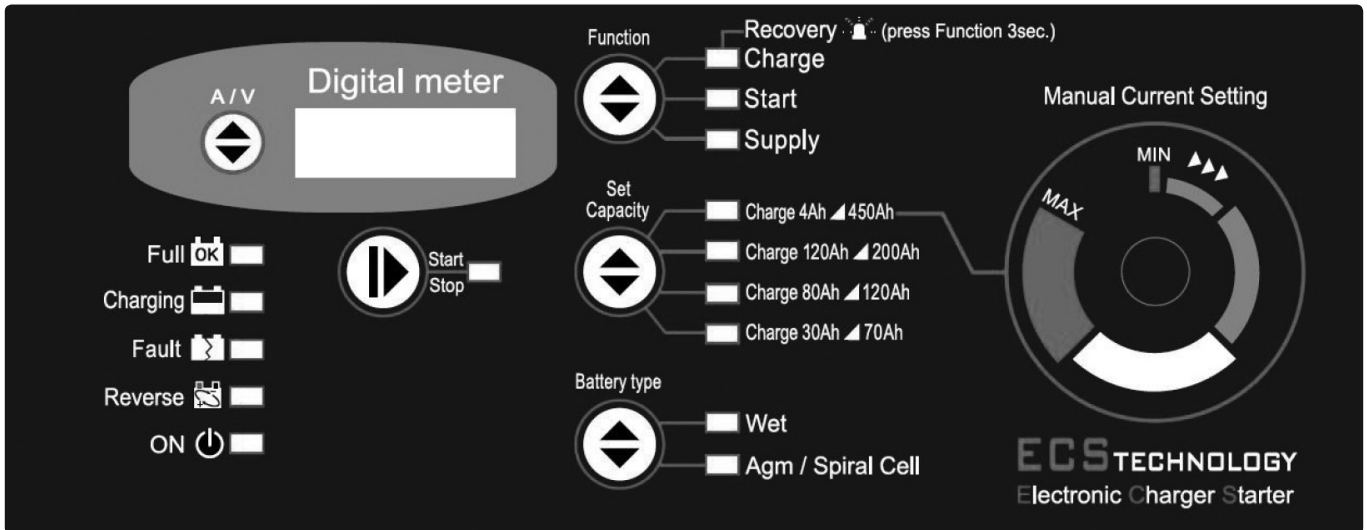 Digital meter
A / V
Full OK
Charging
Fault
Reverse
ON
Start
Stop
Function
Recovery (press Function 3sec.)
Charge
Start
Supply
Set
Capacity
Charge 4Ah 450Ah
Charge 120Ah 200Ah
Charge 80Ah 120Ah
Charge 30Ah 70Ah
Battery type
Wet
Agm / Spiral Cell
Manual Current Setting
MIN
MAX
ECS TECHNOLOGY
Electronic Charger Starter